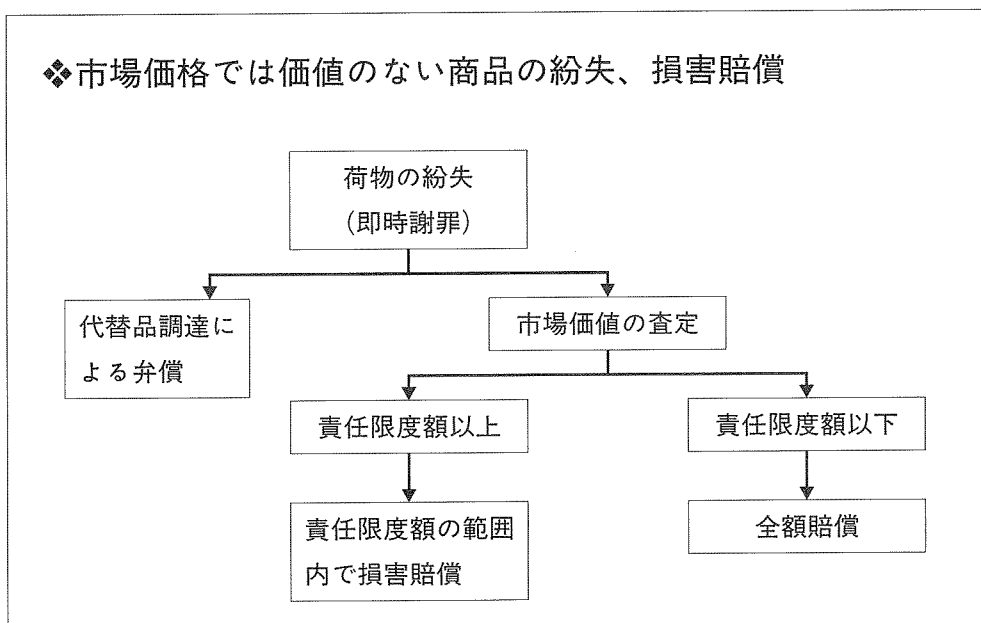 ❖市場価格では価値のない商品の紛失、損害賠償
荷物の紛失
（即時謝罪）
代替品調達に
よる弁償
市場価値の査定
責任限度額以上
責任限度額以下
責任限度額の範囲
内で損害賠償
全額賠償